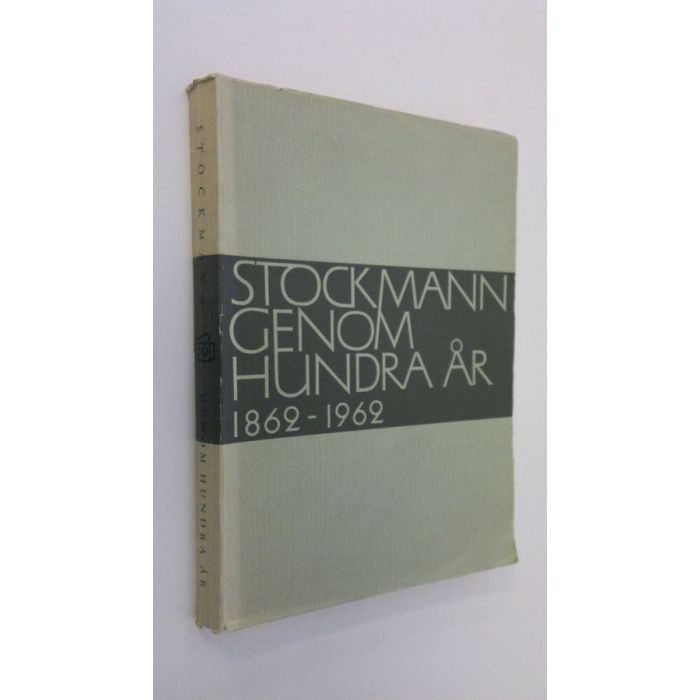 STOCKMANN
GENOM
HUNDRA ÅR
1862-1962
STOCKMANN GENOM HUNDRA ÅR